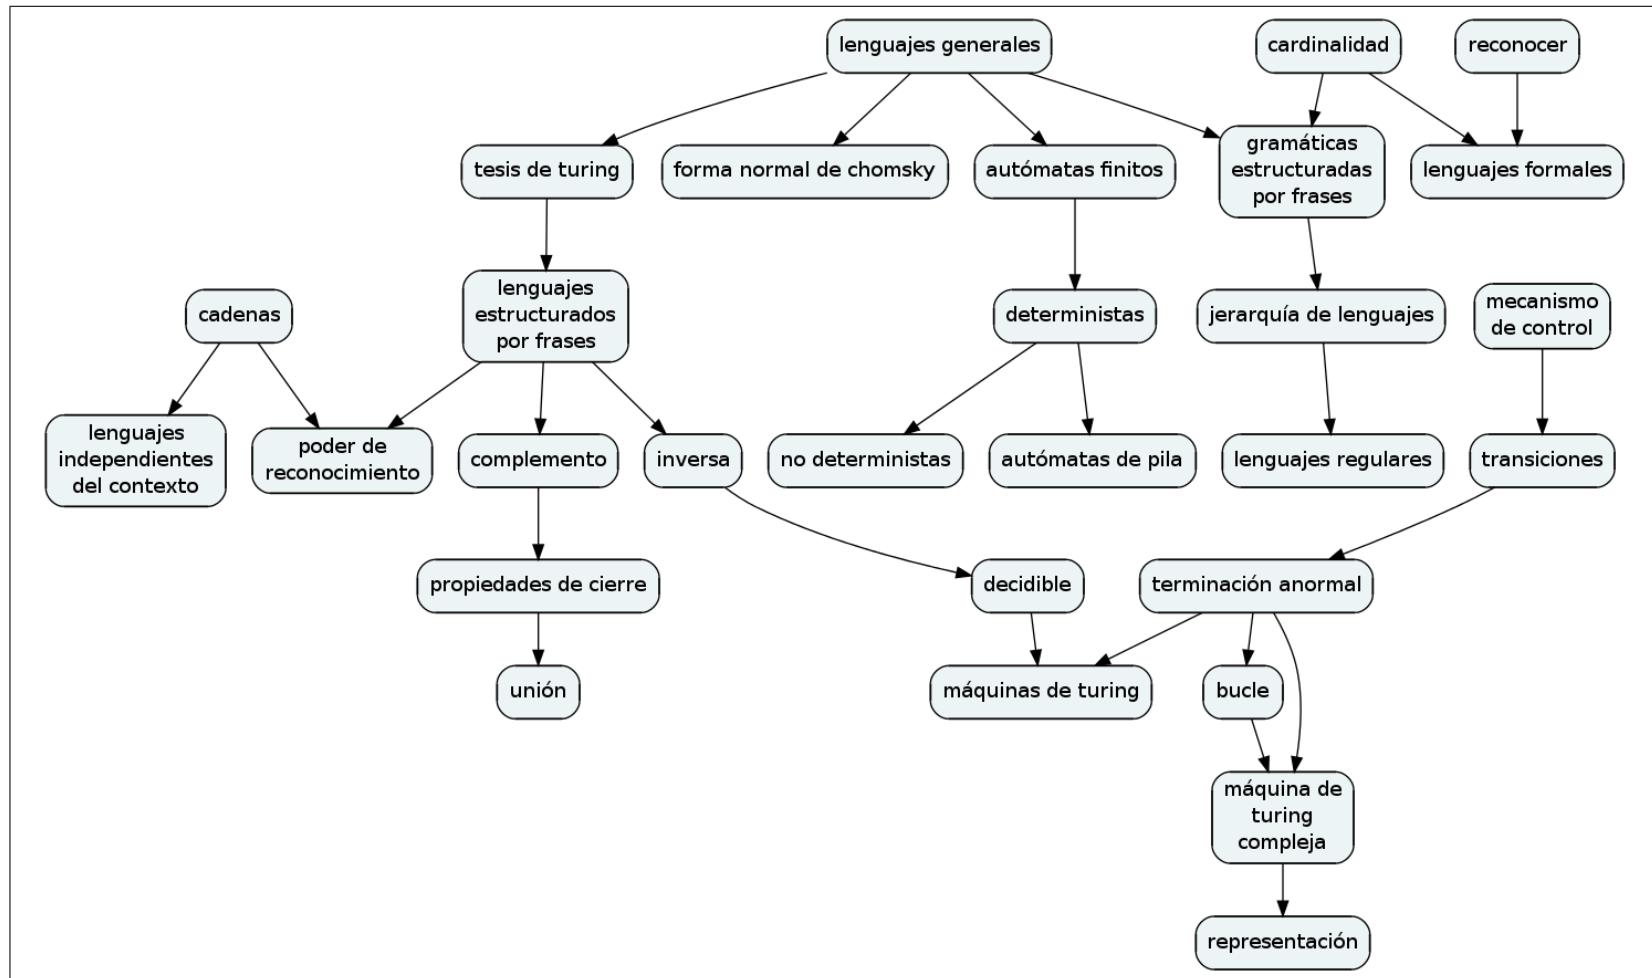 lenguajes generales
cardinalidad
reconocer
tesis de turing
forma normal de chomsky
autómatas finitos
gramáticas
estructuradas
por frases
lenguajes formales
cadenas
lenguajes
estructurados
por frases
deterministas
jerarquía de lenguajes
mecanismo
de control
lenguajes
independientes
del contexto
poder de
reconocimiento
complemento
inversa
no deterministas
autómatas de pila
lenguajes regulares
transiciones
propiedades de cierre
decidible
terminación anormal
unión
máquinas de turing
bucle
máquina de
turing
compleja
representación